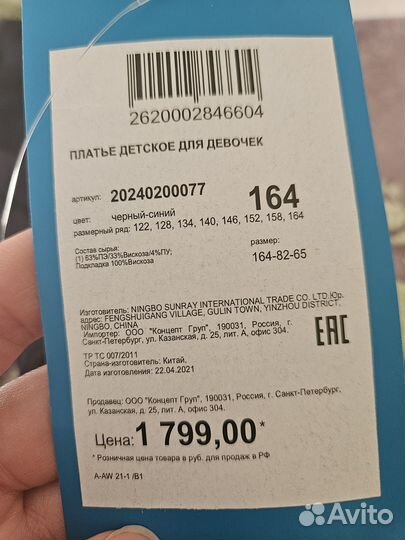 2620002846604
ПЛАТЬЕ ДЕТСКОЕ ДЛЯ ДЕВОЧЕК
артикул: 20240200077 164
цвет: черный-синий
размерный ряд: 122, 128, 134, 140, 146, 152, 158, 164
Состав сырья: размер:
(1) 63%ПЭ/33%Вискоза/4%ПУ; 164-82-65
Подкладка 100%Вискоза
Изготовитель: NINGBO SUNRAY INTERNATIONAL TRADE CO. LTD.Юр.
адрес: FENGSHUIGANG VILLAGE, GULIN TOWN, YINZHOU DISTRICT.
NINGBO, CHINA
Импортер: ООО "Концепт Груп", 190031, Россия, г.
Санкт-Петербург, ул. Казанская, д. 25, лит. А, офис 304.
EAC
ТР ТС 007/2011
Страна-изготовитель: Китай.
Дата изготовления: 22.04.2021
Продавец: ООО "Концепт Груп", 190031, Россия, г. Санкт-Петербург,
ул. Казанская, д. 25, лит. А, офис 304.
Цена: 1 799,00*
* Розничная цена товара в руб. для продаж в РФ
A-AW 21-1 /B1
Avito